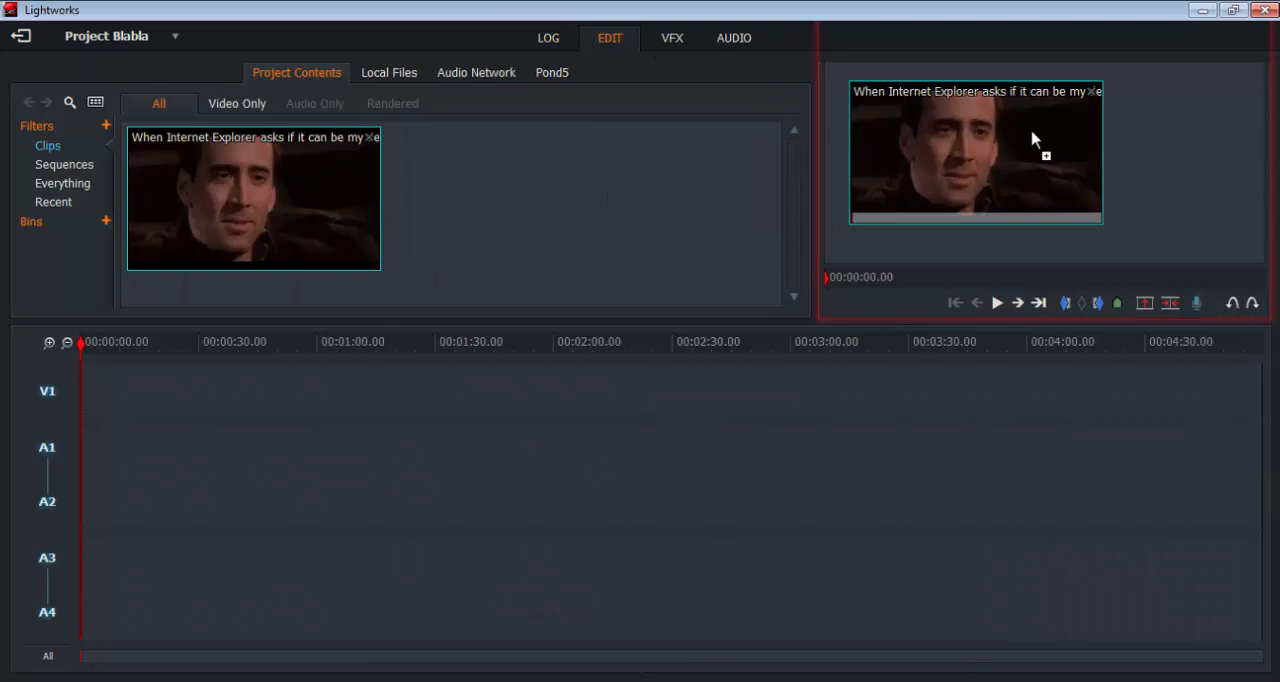 Lightworks
Project Blabla
LOG
EDIT
VFX
AUDIO
Project Contents
Local Files
Audio Network
Pond5
All
Video Only
Audio Only
Rendered
Filters
Clips
Sequences
Everything
Recent
Bins
When Internet Explorer asks if it can be my
When Internet Explorer asks if it can be my
00:00:00.00
00:00:00.00
00:00:30.00
00:01:00.00
00:01:30.00
00:02:00.00
00:02:30.00
00:03:00.00
00:03:30.00
00:04:00.00
00:04:30.00
V1
A1
A2
A3
A4
All